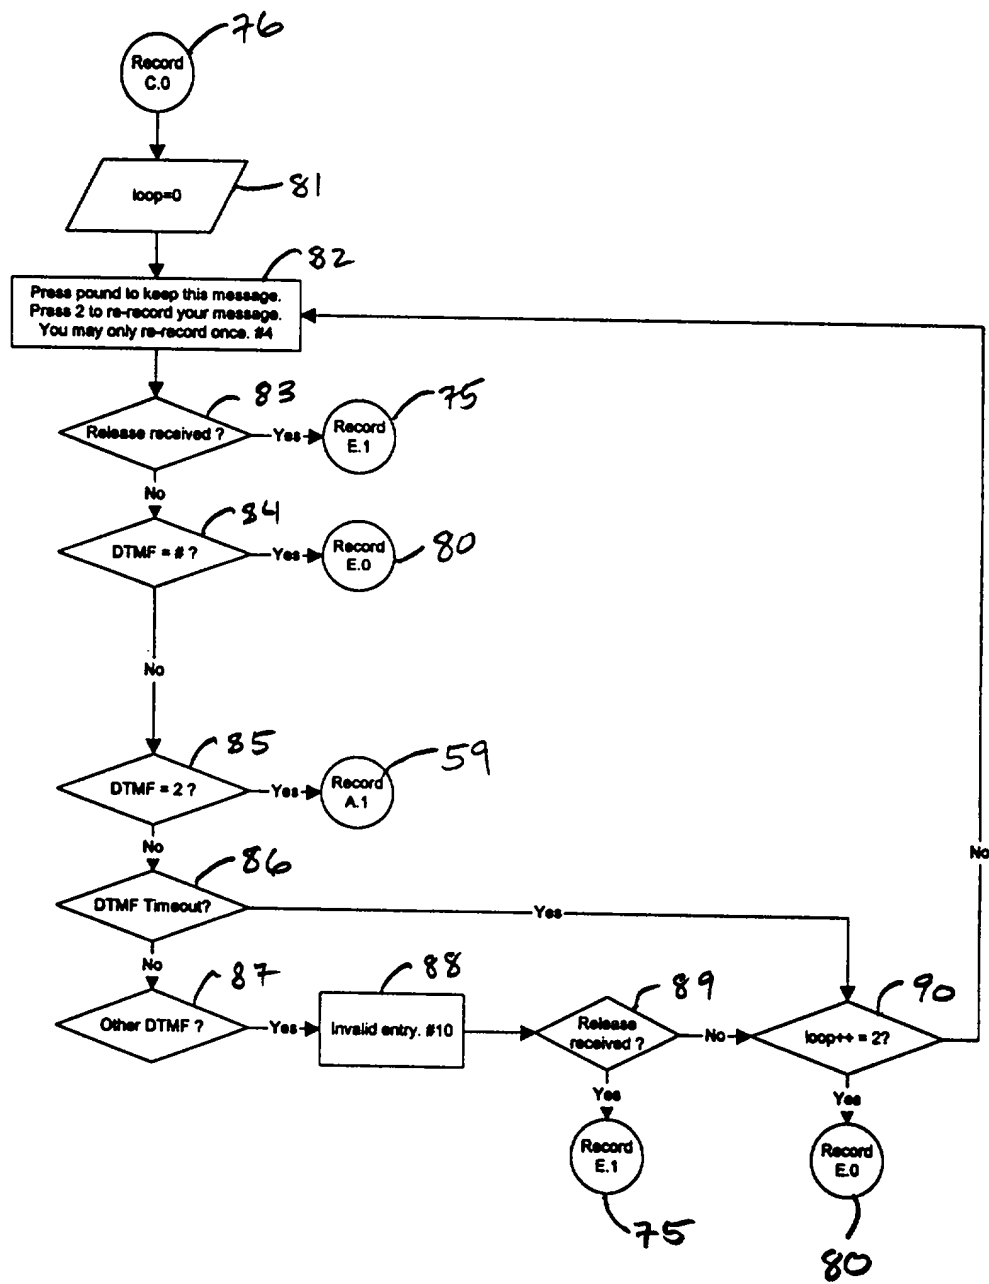 76
Record
C.0
loop=0
81
82
Press pound to keep this message.
Press 2 to re-record your message.
You may only re-record once. #4
83
Release received ?
Yes
Record
E.1
75
No
84
DTMF = # ?
Yes
Record
E.0
80
No
85
DTMF = 2 ?
Yes
Record
A.1
59
No
No
86
DTMF Timeout?
Yes
No
87
Other DTMF ?
Yes
88
Invalid entry. #10
89
Release
received ?
No
90
loop++ = 2?
Yes
Yes
Record
E.1
Record
E.0
75
80